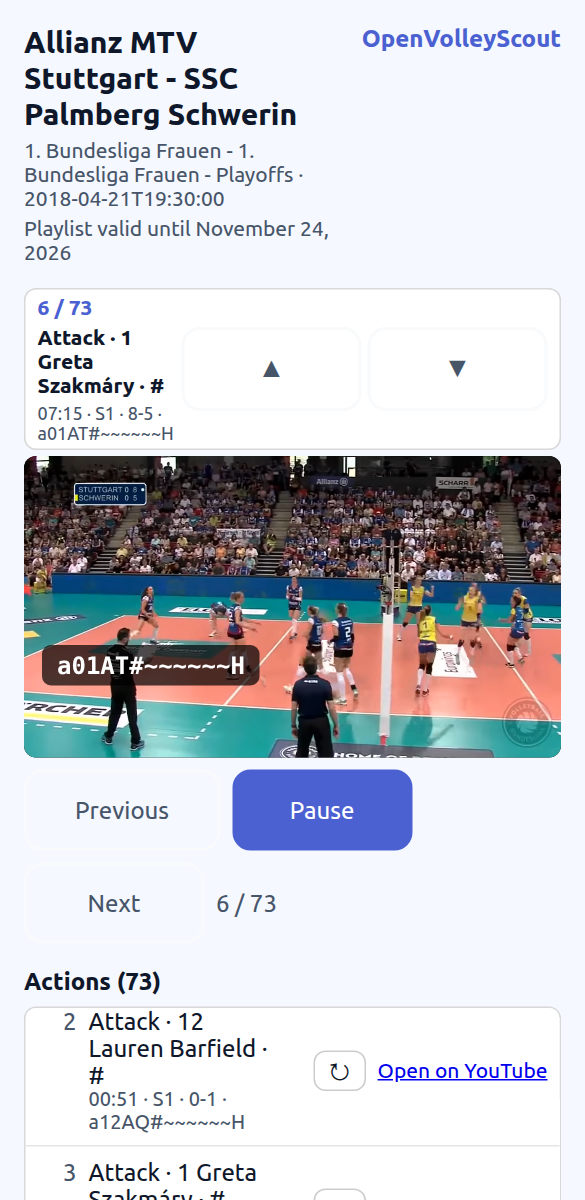 Allianz MTV
Stuttgart - SSC
Palmberg Schwerin
OpenVolleyScout
1. Bundesliga Frauen - 1.
Bundesliga Frauen - Playoffs ·
2018-04-21T19:30:00
Playlist valid until November 24,
2026
6 / 73
Attack · 1
Greta
Szakmáry · #
07:15 · S1 · 8-5 ·
a01AT#~~~~~~H
▲
▼
STUTTGART 0 8
SCHWERIN 0 5
Allianz
SCHARR
a01AT#~~~~~~H
2
Previous
Pause
Next
6 / 73
Actions (73)
2
Attack · 12
Lauren Barfield ·
#
00:51 · S1 · 0-1 ·
a12AQ#~~~~~~H
↻
Open on YouTube
3
Attack · 1 Greta
Szakmáry · #